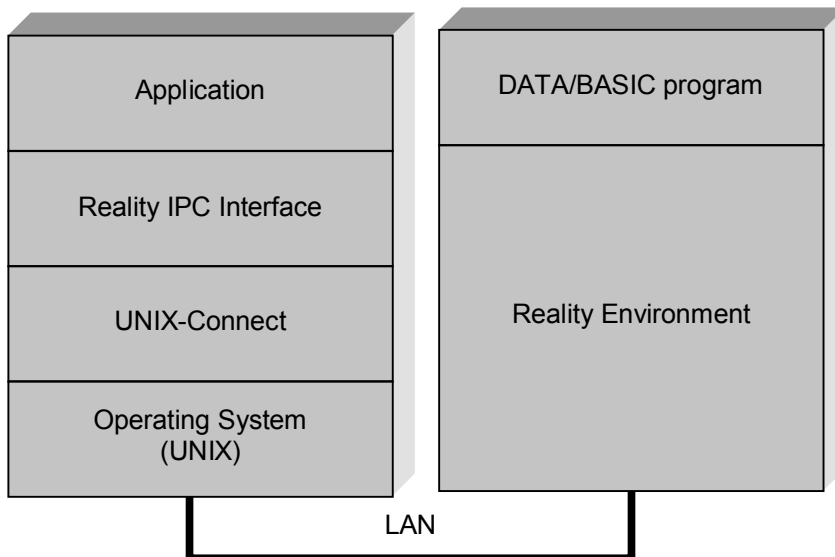 Application
Reality IPC Interface
UNIX-Connect
Operating System
(UNIX)
DATA/BASIC program
Reality Environment
LAN